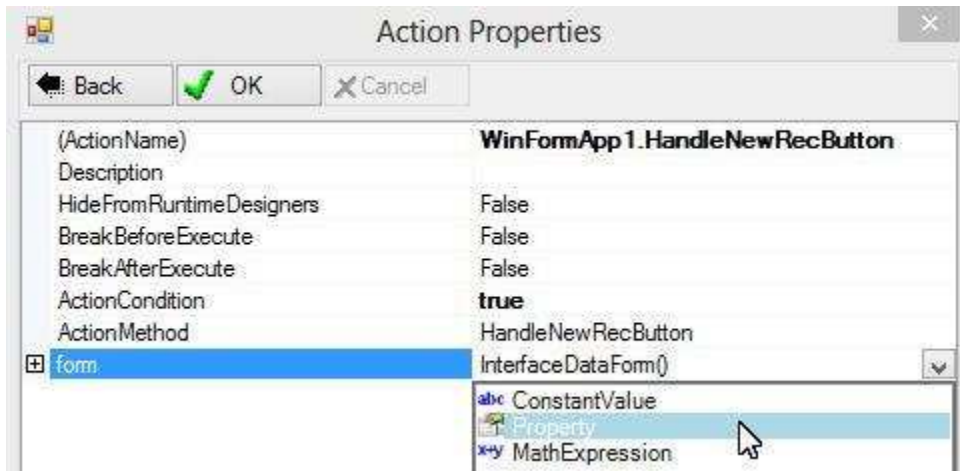 Action Properties
Back OK Cancel
(ActionName) WinFormApp1.HandleNewRecButton
Description
HideFromRuntimeDesigners False
BreakBeforeExecute False
BreakAfterExecute False
ActionCondition true
ActionMethod HandleNewRecButton
form InterfaceDataForm()
abc ConstantValue
Property
x+y MathExpression